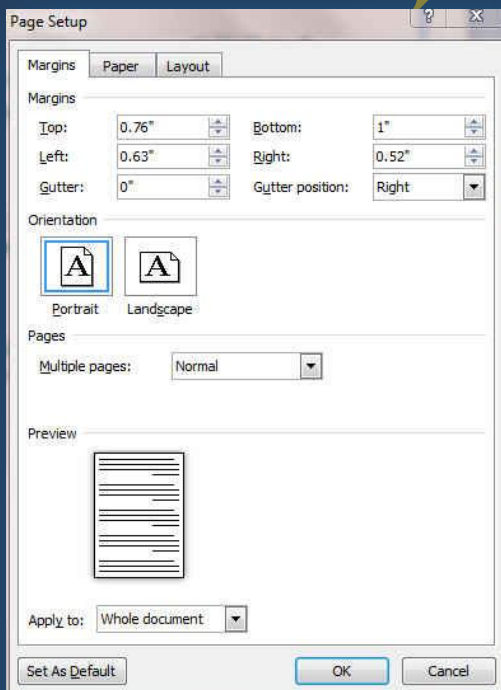 Page Setup
Margins Paper Layout
Margins
Top: 0.76" Bottom: 1"
Left: 0.63" Right: 0.52"
Gutter: 0" Gutter position: Right
Orientation
A A
Portrait Landscape
Pages
Multiple pages: Normal
Preview
Apply to: Whole document
Set As Default OK Cancel